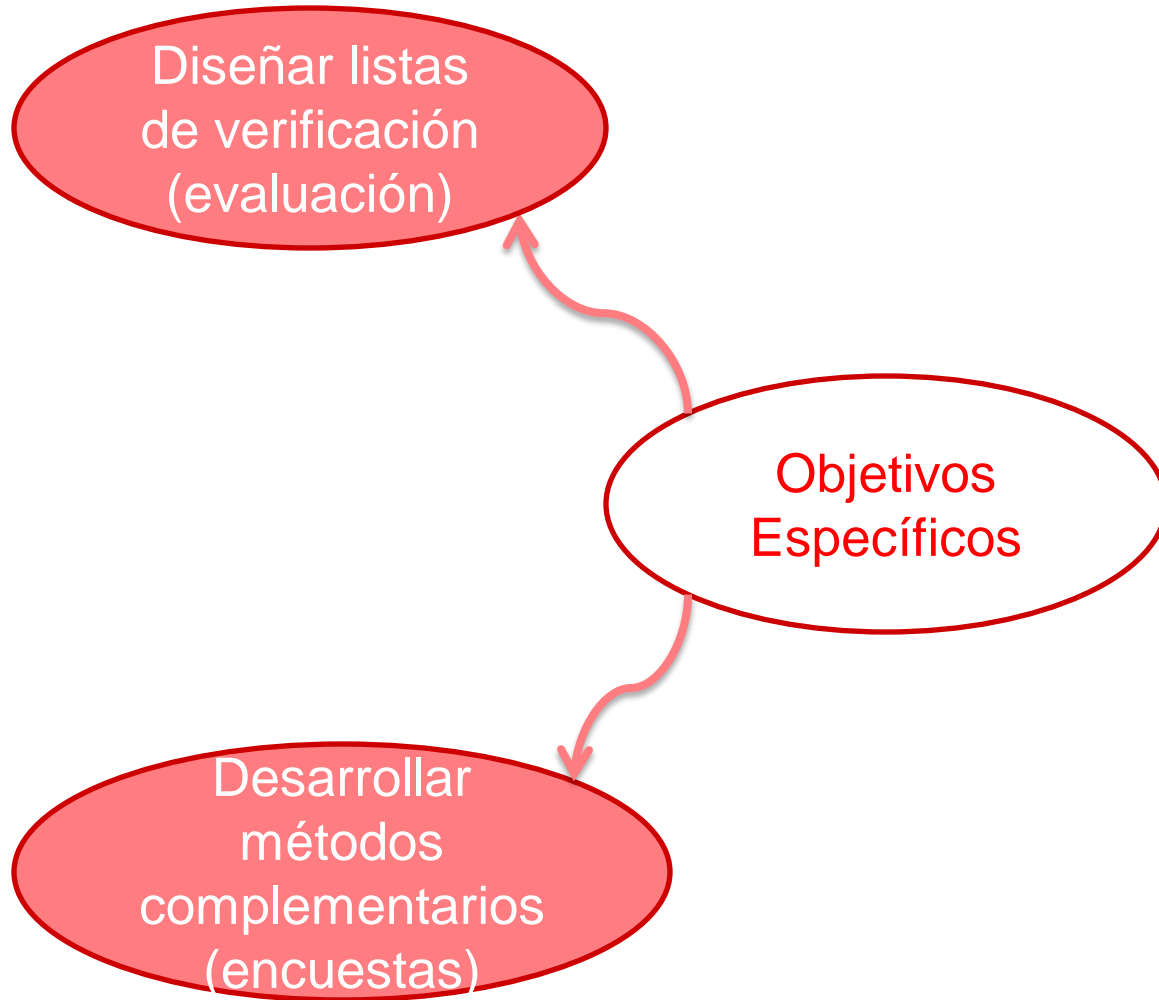 Diseñar listas
de verificación
(evaluación)
Objetivos
Específicos
Desarrollar
métodos
complementarios
(encuestas)